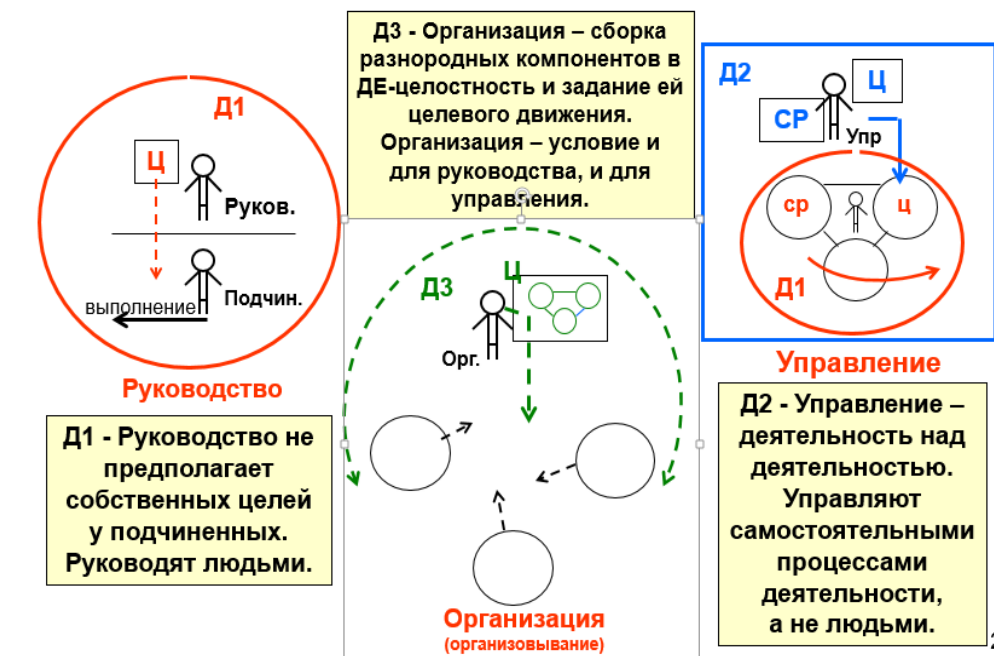 Д1
Ц
Руков.
Подчин.
выполнение
Руководство
Д1 - Руководство не
предполагает
собственных целей
у подчиненных.
Руководят людьми.
Д3 - Организация – сборка
разнородных компонентов в
ДЕ-целостность и задание ей
целевого движения.
Организация – условие и
для руководства, и для
управления.
Д3
Ц
Орг.
Организация
(организовывание)
Д2
Ц
СР
Упр
ср
ц
Д1
Управление
Д2 - Управление –
деятельность над
деятельностью.
Управляют
самостоятельными
процессами
деятельности,
а не людьми.